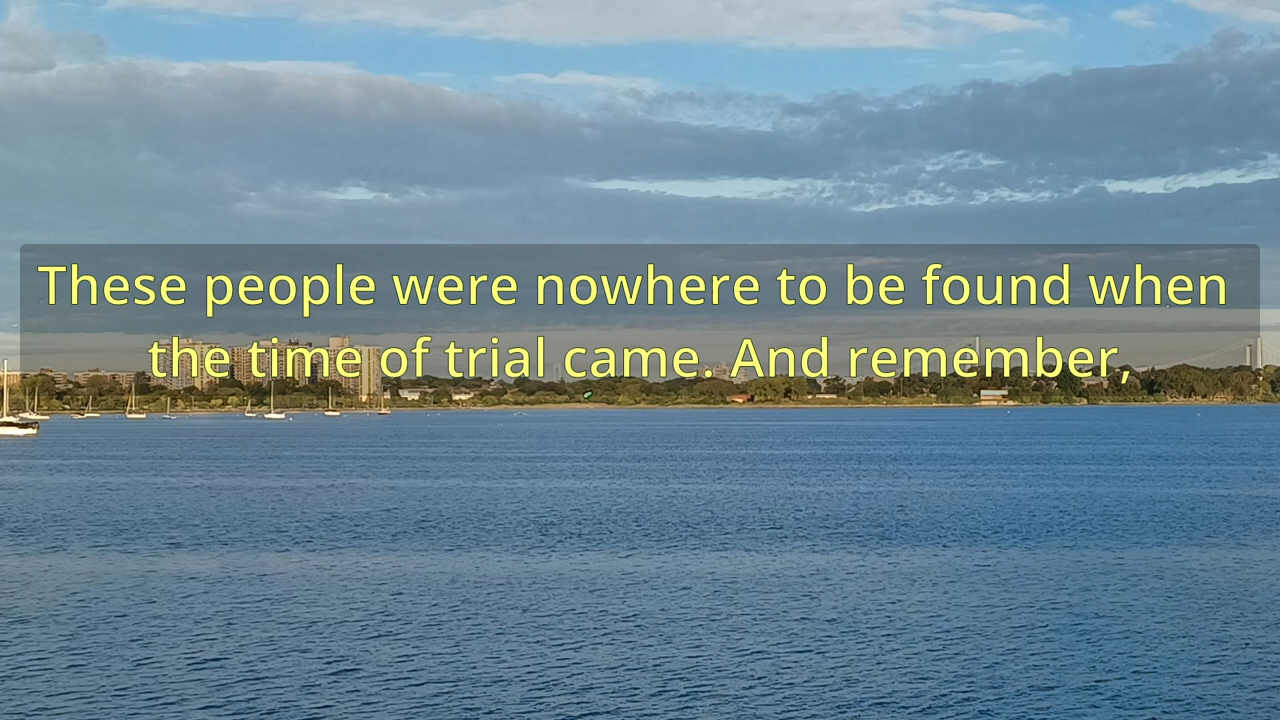 These people were nowhere to be found when
the time of trial came. And remember,